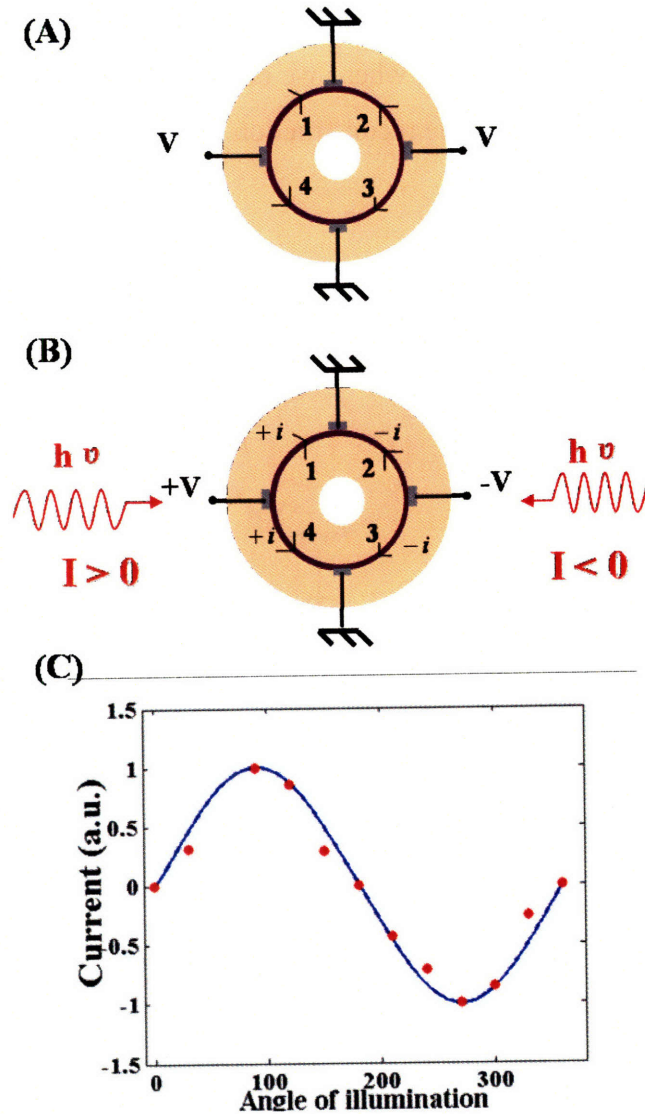 (A)
1 2
V V
4 3
(B)
+i -i
h υ h υ
1 2
+V -V
4 3
+i -i
I > 0 I < 0
(C)
1.5
1
0.5
0
-0.5
-1
-1.5
Current (a.u.)
0 100 200 300
Angle of illumination